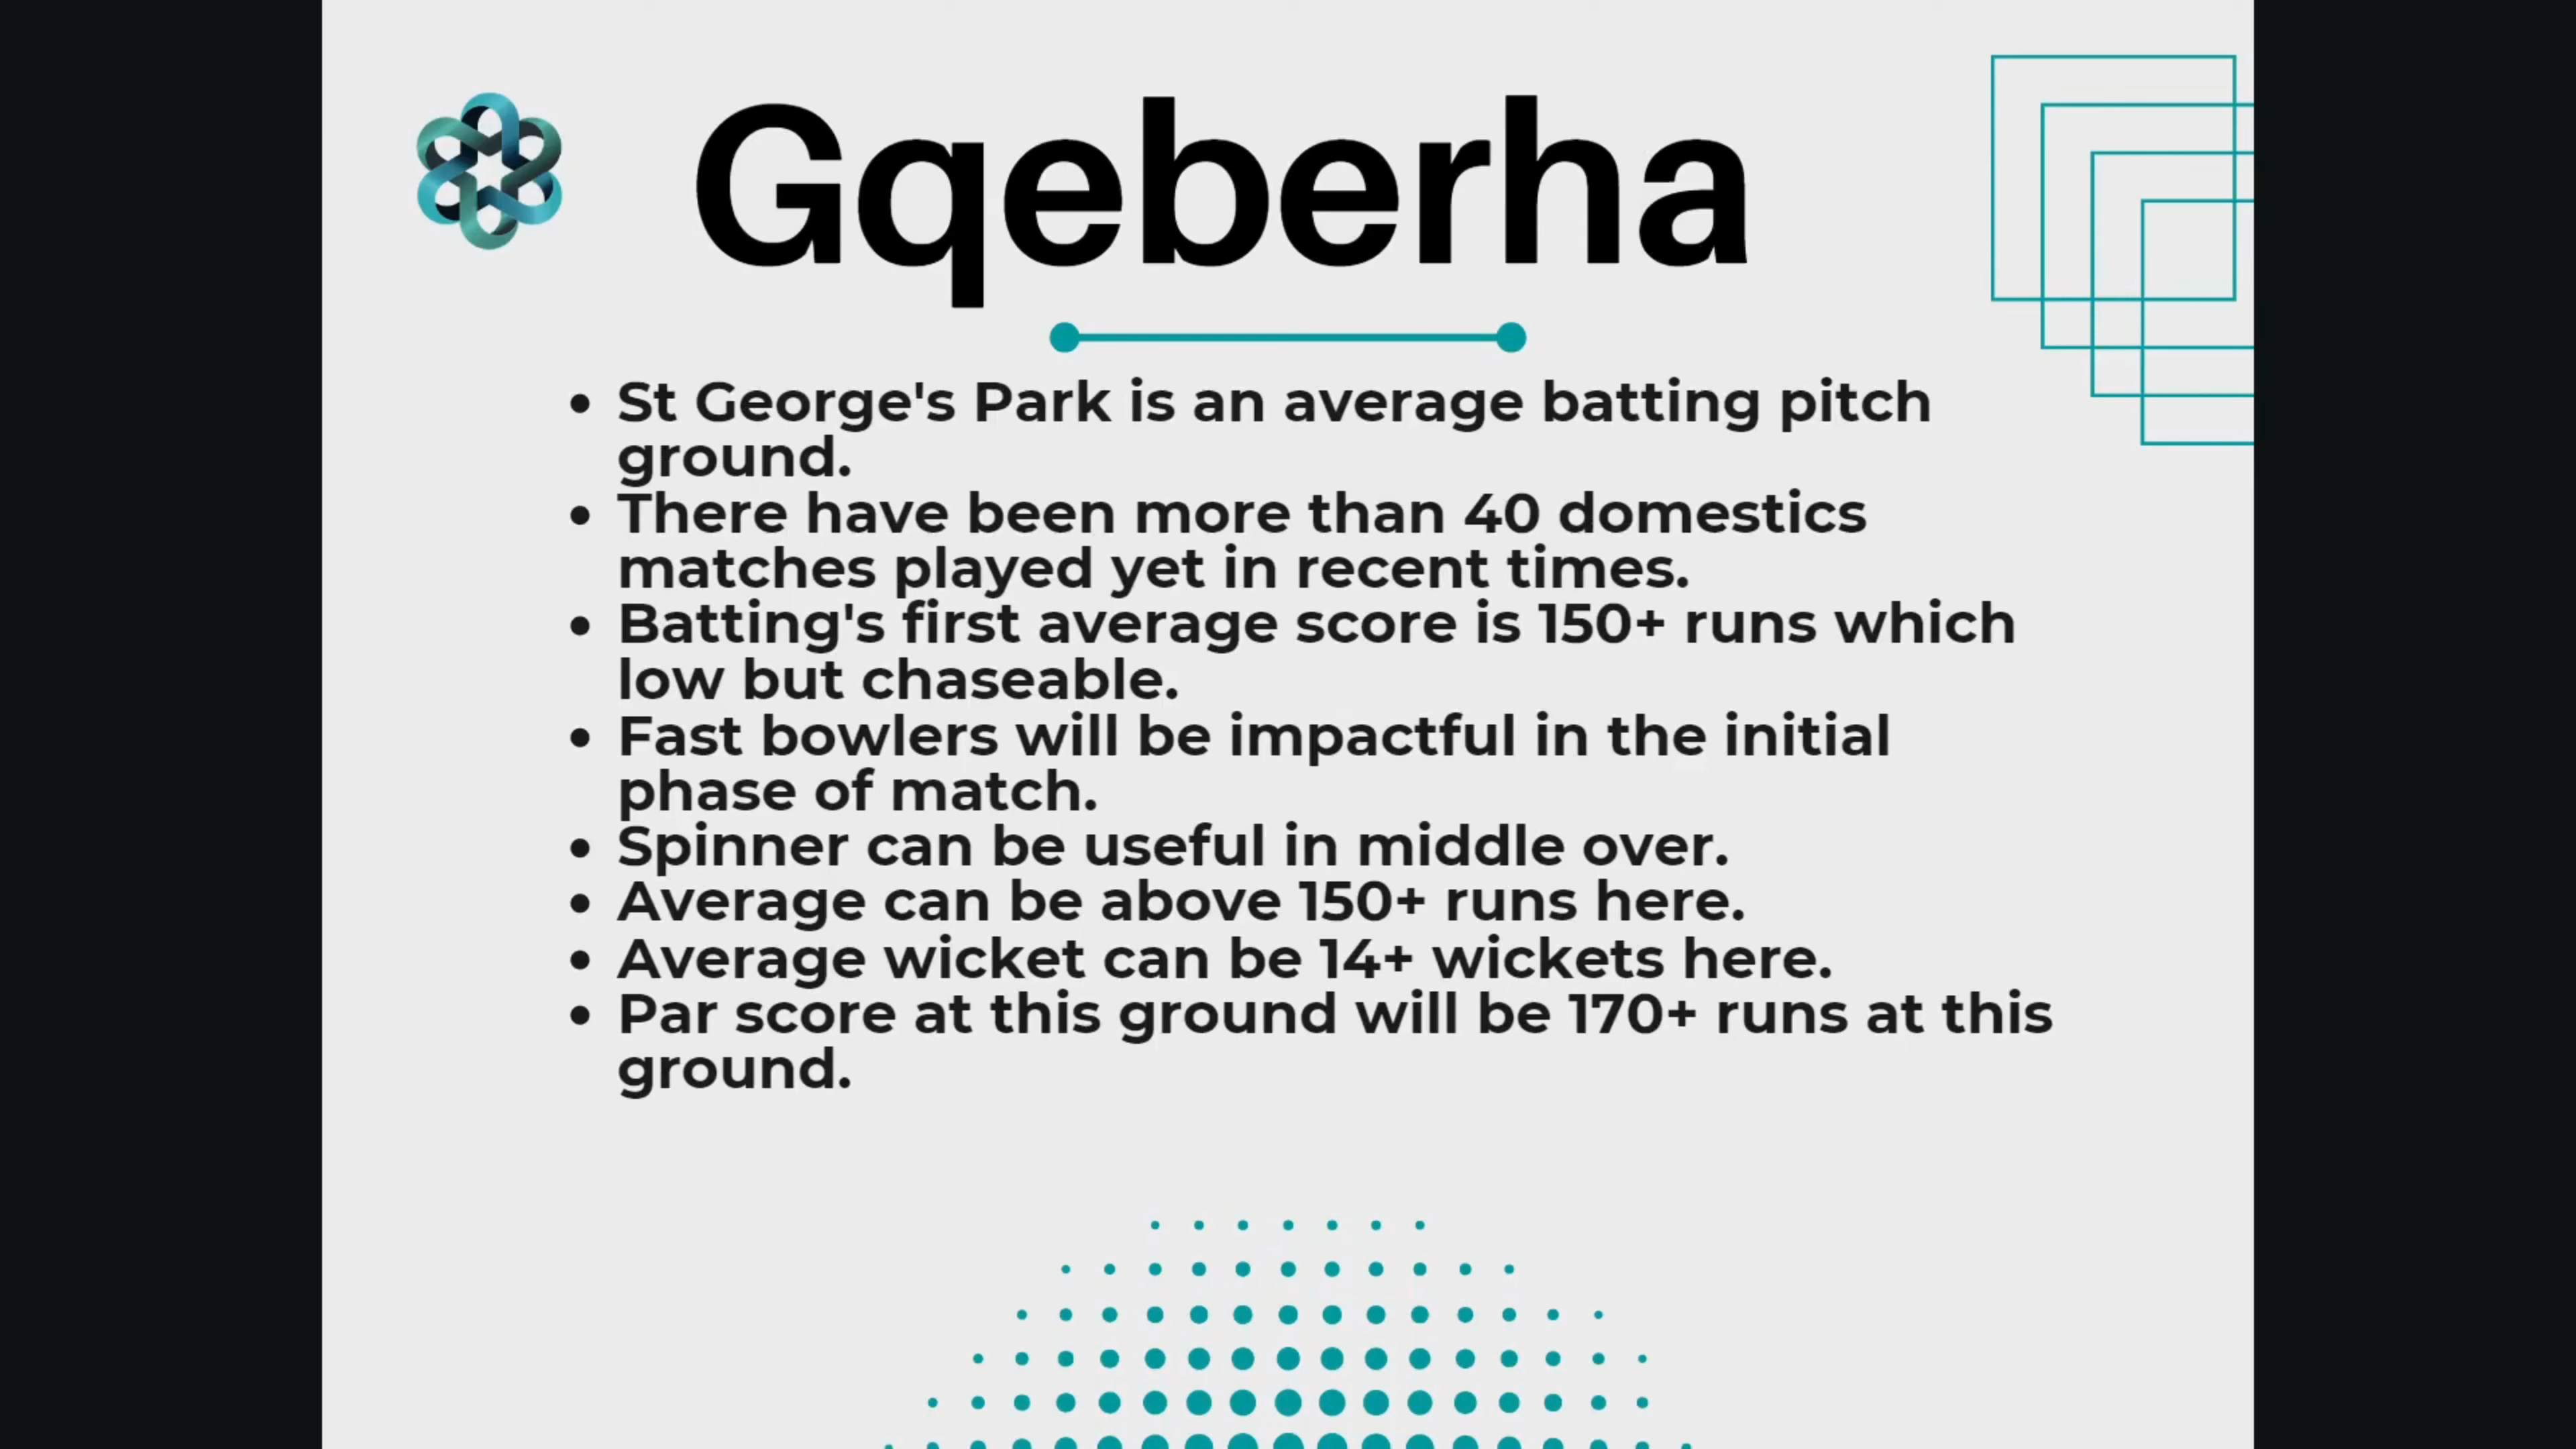 Gqeberha
• St George's Park is an average batting pitch
ground.
• There have been more than 40 domestics
matches played yet in recent times.
• Batting's first average score is 150+ runs which
low but chaseable.
• Fast bowlers will be impactful in the initial
phase of match.
• Spinner can be useful in middle over.
• Average can be above 150+ runs here.
• Average wicket can be 14+ wickets here.
• Par score at this ground will be 170+ runs at this
ground.